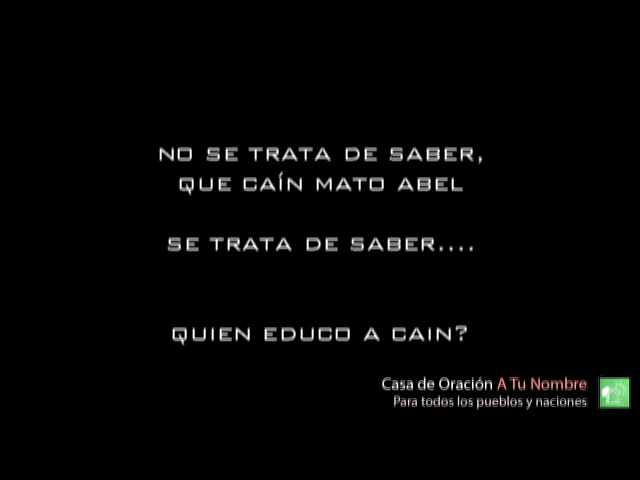 NO SE TRATA DE SABER,
QUE CAÍN MATO ABEL
SE TRATA DE SABER....
QUIEN EDUCO A CAIN?
Casa de Oración A Tu Nombre
Para todos los pueblos y naciones